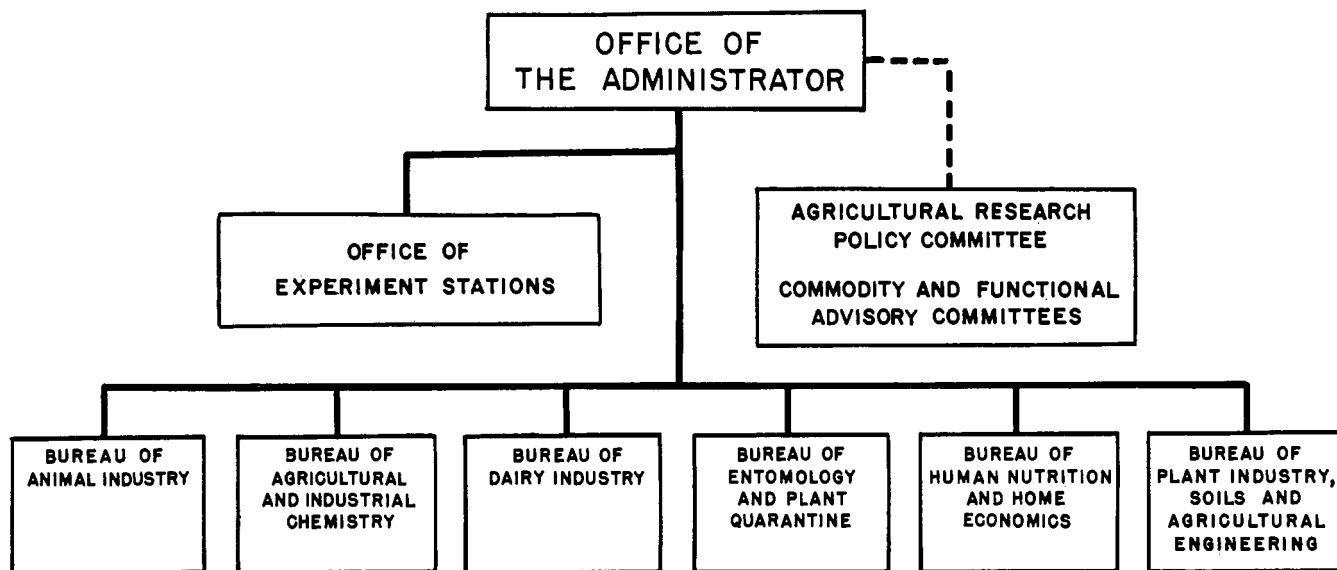 OFFICE OF
THE ADMINISTRATOR
OFFICE OF
EXPERIMENT STATIONS
AGRICULTURAL RESEARCH
POLICY COMMITTEE
COMMODITY AND FUNCTIONAL
ADVISORY COMMITTEES
BUREAU OF
ANIMAL INDUSTRY
BUREAU OF
AGRICULTURAL
AND INDUSTRIAL
CHEMISTRY
BUREAU OF
DAIRY INDUSTRY
BUREAU OF
ENTOMOLOGY
AND PLANT
QUARANTINE
BUREAU OF
HUMAN NUTRITION
AND HOME
ECONOMICS
BUREAU OF
PLANT INDUSTRY,
SOILS AND
AGRICULTURAL
ENGINEERING